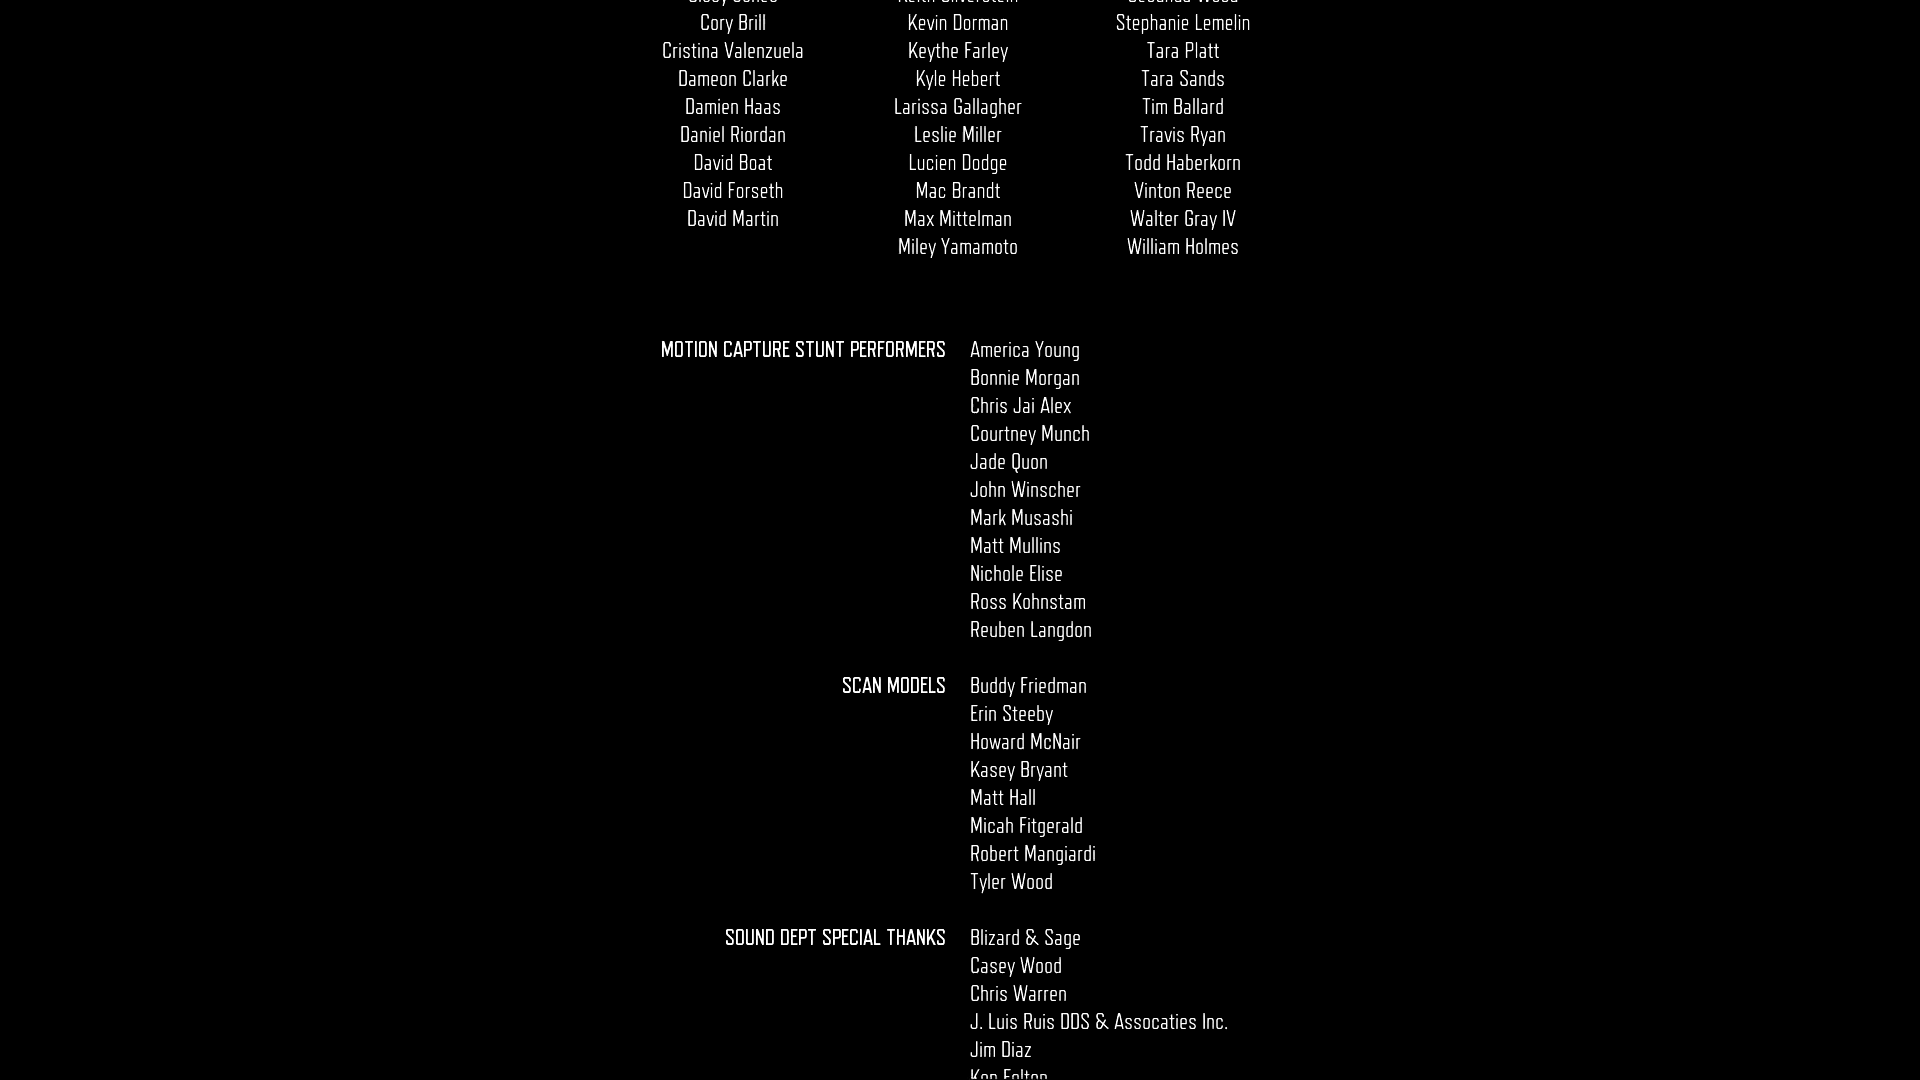 Cory Brill Kevin Dorman Stephanie Lemelin
Cristina Valenzuela Keythe Farley Tara Platt
Dameon Clarke Kyle Hebert Tara Sands
Damien Haas Larissa Gallagher Tim Ballard
Daniel Riordan Leslie Miller Travis Ryan
David Boat Lucien Dodge Todd Haberkorn
David Forseth Mac Brandt Vinton Reece
David Martin Max Mittelman Walter Gray IV
Miley Yamamoto William Holmes
MOTION CAPTURE STUNT PERFORMERS America Young
Bonnie Morgan
Chris Jai Alex
Courtney Munch
Jade Quon
John Winscher
Mark Musashi
Matt Mullins
Nichole Elise
Ross Kohnstam
Reuben Langdon
SCAN MODELS Buddy Friedman
Erin Steeby
Howard McNair
Kasey Bryant
Matt Hall
Micah Fitgerald
Robert Mangiardi
Tyler Wood
SOUND DEPT SPECIAL THANKS Blizard & Sage
Casey Wood
Chris Warren
J. Luis Ruis DDS & Assocaties Inc.
Jim Diaz